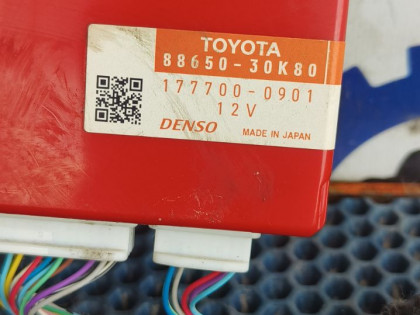 TOYOTA
88650-30K80
177700-0901
12V
DENSO MADE IN JAPAN